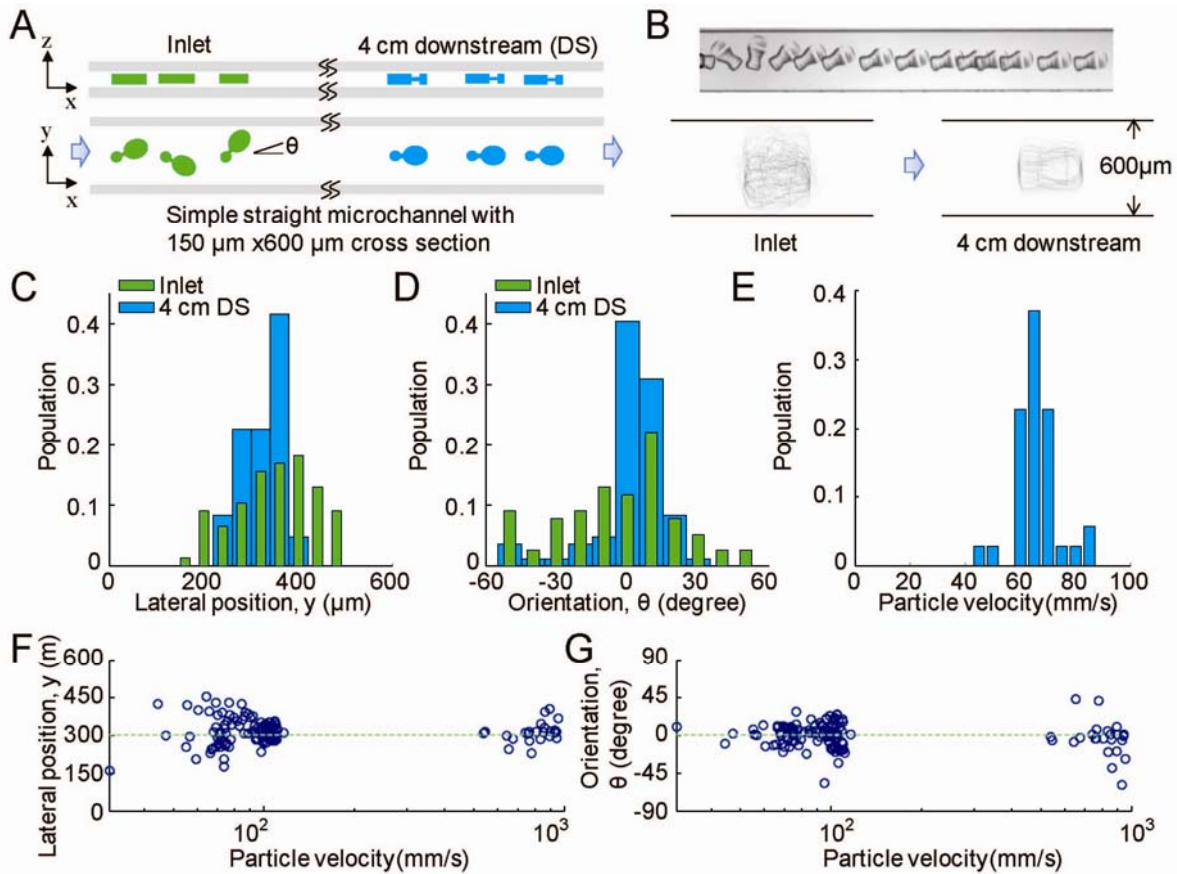 A
Inlet
4 cm downstream (DS)
z
x
y
x
θ
Simple straight microchannel with
150 µm x600 µm cross section
B
600µm
Inlet
4 cm downstream
C
Inlet
4 cm DS
Population
0.4
0.3
0.2
0.1
0
0
200
400
600
Lateral position, y (µm)
D
Inlet
4 cm DS
Population
0.4
0.3
0.2
0.1
0
-60
-30
0
30
60
Orientation, θ (degree)
E
Population
0.4
0.3
0.2
0.1
0
0
20
40
60
80
100
Particle velocity(mm/s)
F
Lateral position, y (m)
600
450
300
150
0
10²
10³
Particle velocity(mm/s)
G
Orientation,
θ (degree)
90
45
0
-45
-90
10²
10³
Particle velocity(mm/s)